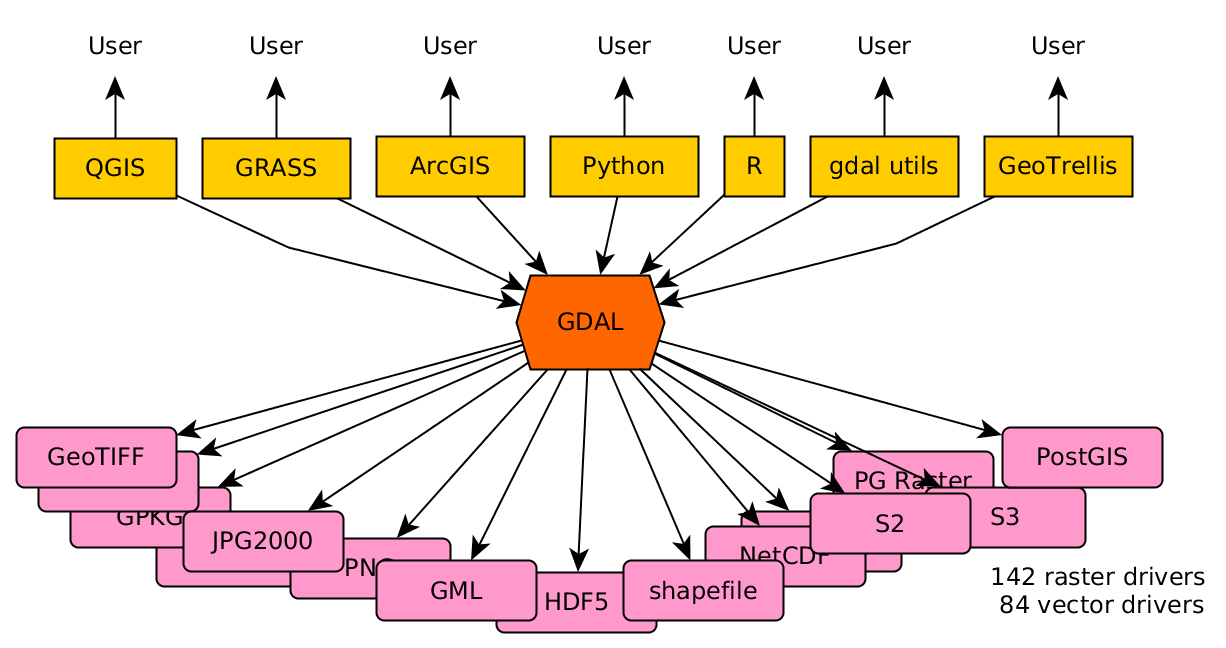 User User User User User User User
QGIS GRASS ArcGIS Python R gdal utils GeoTrellis
GDAL
GeoTIFF PostGIS
PG Raster
GPKG JPG2000 S2 S3
NetCDF
GML HDF5 shapefile
142 raster drivers
84 vector drivers